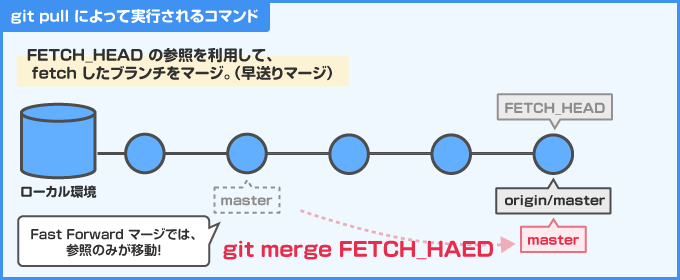 git pull によって実行されるコマンド
FETCH_HEAD の参照を利用して、
fetch したブランチをマージ。（早送りマージ）
FETCH_HEAD
ローカル環境
master
origin/master
Fast Forward マージでは、
参照のみが移動!
git merge FETCH_HAED
master